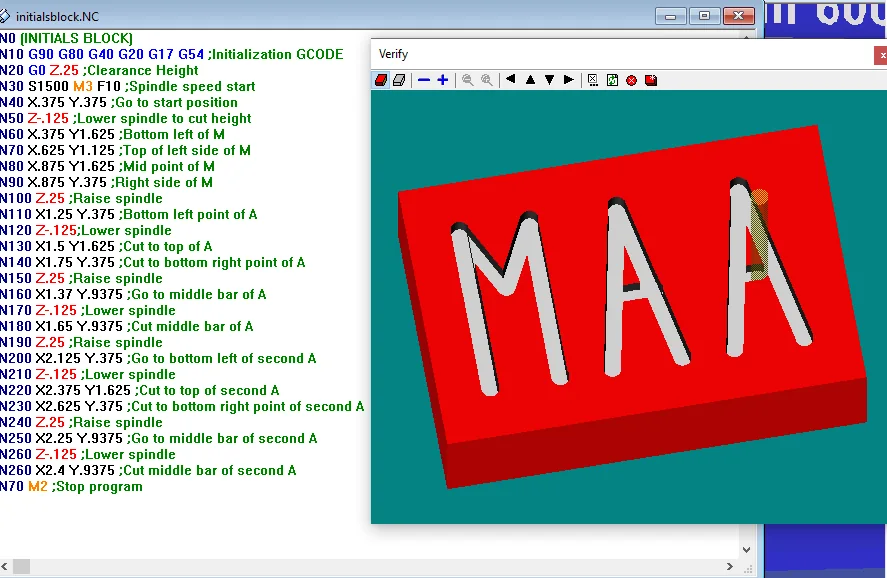 initialsblock.NC
N0 (INITIALS BLOCK)
N10 G90 G80 G40 G20 G17 G54 ;Initialization GCODE
N20 G0 Z.25 ;Clearance Height
N30 S1500 M3 F10 ;Spindle speed start
N40 X.375 Y.375 ;Go to start position
N50 Z-.125 ;Lower spindle to cut height
N60 X.375 Y1.625 ;Bottom left of M
N70 X.625 Y1.125 ;Top of left side of M
N80 X.875 Y1.625 ;Mid point of M
N90 X.875 Y.375 ;Right side of M
N100 Z.25 ;Raise spindle
N110 X1.25 Y.375 ;Bottom left point of A
N120 Z-.125;Lower spindle
N130 X1.5 Y1.625 ;Cut to top of A
N140 X1.75 Y.375 ;Cut to bottom right point of A
N150 Z.25 ;Raise spindle
N160 X1.37 Y.9375 ;Go to middle bar of A
N170 Z-.125 ;Lower spindle
N180 X1.65 Y.9375 ;Cut middle bar of A
N190 Z.25 ;Raise spindle
N200 X2.125 Y.375 ;Go to bottom left of second A
N210 Z-.125 ;Lower spindle
N220 X2.375 Y1.625 ;Cut to top of second A
N230 X2.625 Y.375 ;Cut to bottom right point of second A
N240 Z.25 ;Raise spindle
N250 X2.25 Y.9375 ;Go to middle bar of second A
N260 Z-.125 ;Lower spindle
N260 X2.4 Y.9375 ;Cut middle bar of second A
N70 M2 ;Stop program
Verify
MAA